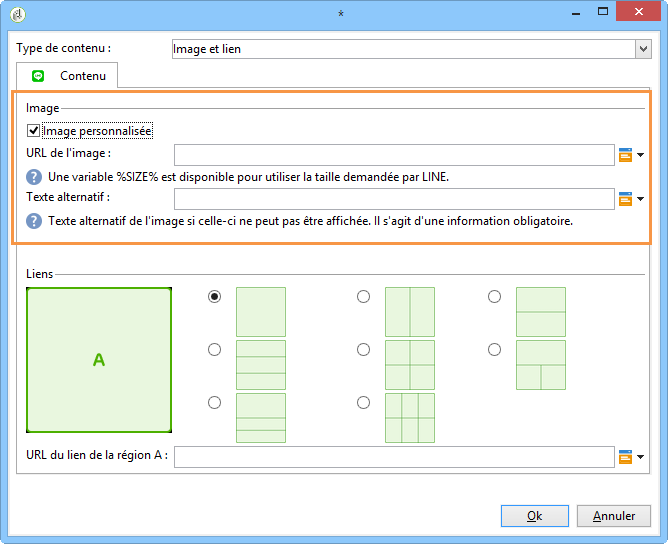 *
Type de contenu :
Image et lien
Contenu
Image
Image personnalisée
URL de l'image :
Une variable %SIZE% est disponible pour utiliser la taille demandée par LINE.
Texte alternatif :
Texte alternatif de l'image si celle-ci ne peut pas être affichée. Il s'agit d'une information obligatoire.
Liens
A
URL du lien de la région A :
Ok
Annuler